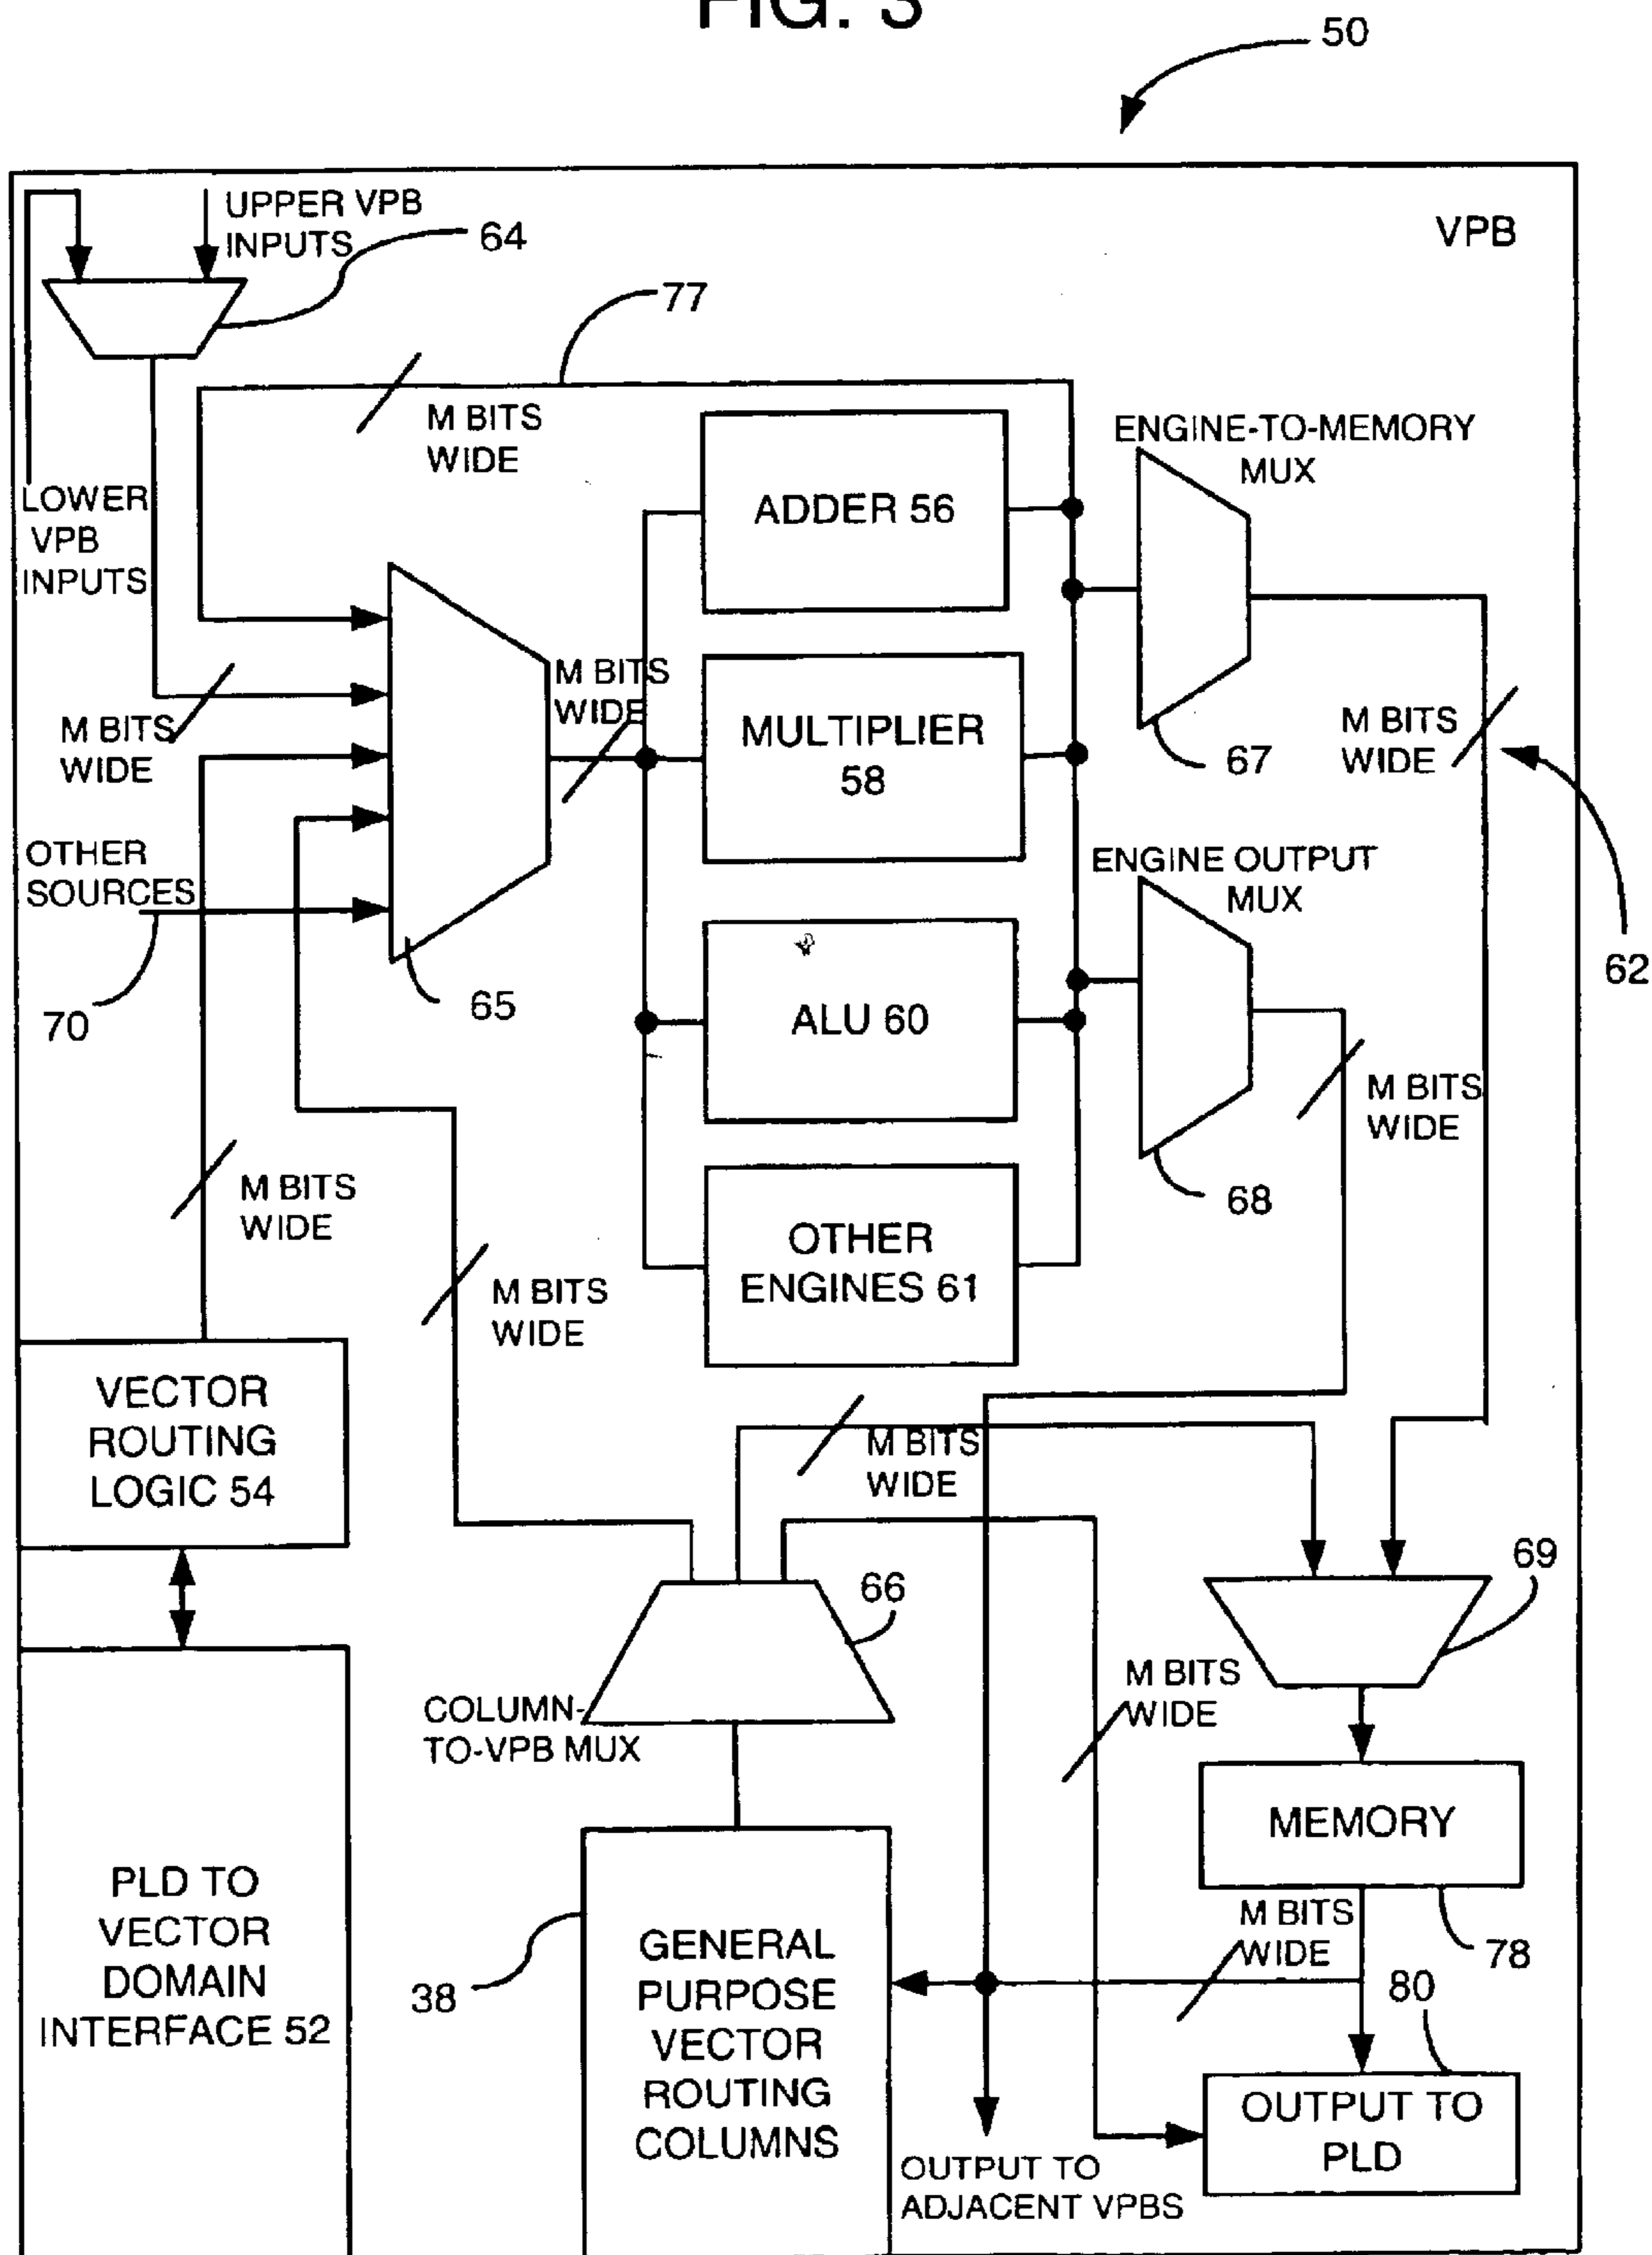 FIG. 3
50
UPPER VPB
INPUTS
64
VPB
77
M BITS
WIDE
ENGINE-TO-MEMORY
MUX
LOWER
VPB
INPUTS
ADDER 56
M BITS
WIDE
M BITS
WIDE
MULTIPLIER
58
67
M BITS
WIDE
OTHER
SOURCES
ENGINE OUTPUT
MUX
62
70
65
ALU 60
M BITS
WIDE
M BITS
WIDE
68
OTHER
ENGINES 61
M BITS
WIDE
VECTOR
ROUTING
LOGIC 54
M BITS
WIDE
69
66
COLUMN-
TO-VPB MUX
M BITS
WIDE
MEMORY
PLD TO
VECTOR
DOMAIN
INTERFACE 52
38
GENERAL
PURPOSE
VECTOR
ROUTING
COLUMNS
M BITS
WIDE
78
80
OUTPUT TO
PLD
OUTPUT TO
ADJACENT VPBS